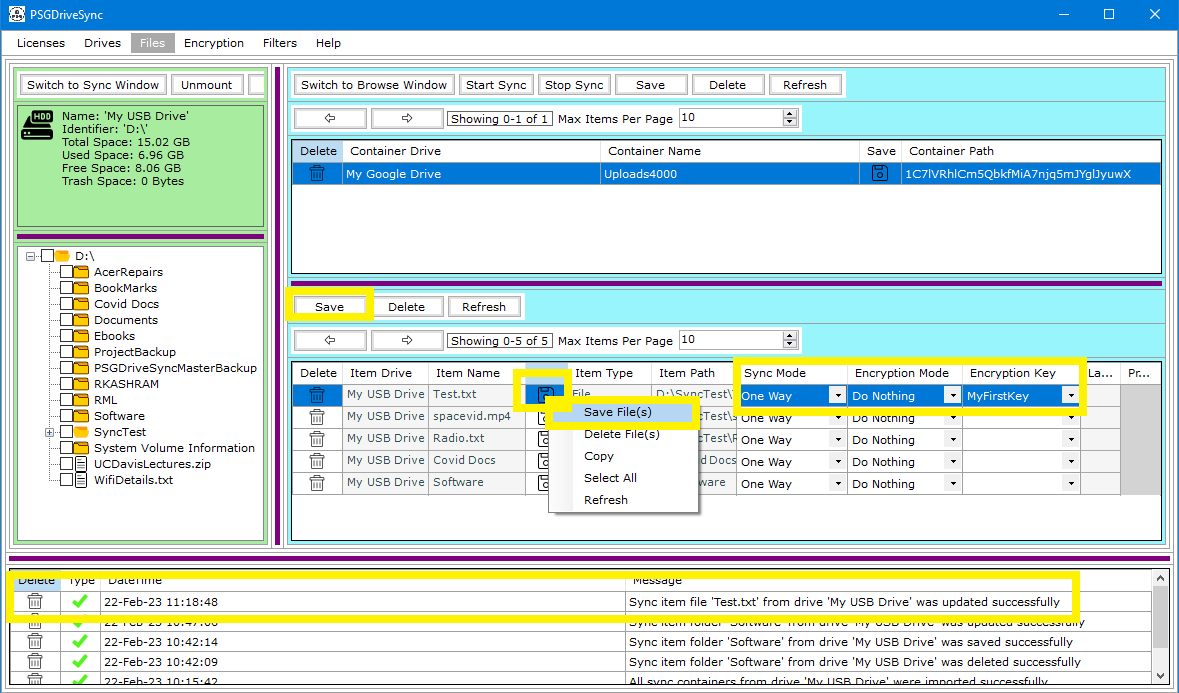 PSGDriveSync
Licenses Drives Files Encryption Filters Help
Switch to Sync Window Unmount
HDD
Name: 'My USB Drive'
Identifier: 'D:\'
Total Space: 15.02 GB
Used Space: 6.96 GB
Free Space: 8.06 GB
Trash Space: 0 Bytes
D:\
AcerRepairs
BookMarks
Covid Docs
Documents
Ebooks
ProjectBackup
PSGDriveSyncMasterBackup
RKASHRAM
RML
Software
SyncTest
System Volume Information
UCDavisLectures.zip
WifiDetails.txt
Switch to Browse Window Start Sync Stop Sync Save Delete Refresh
Showing 0-1 of 1 Max Items Per Page 10
Delete Container Drive Container Name Save Container Path
My Google Drive Uploads4000 1C7lVRhlCm5QbkfMiA7njq5mJYglJyuwX
Save Delete Refresh
Showing 0-5 of 5 Max Items Per Page 10
Delete Item Drive Item Name Item Type Item Path Sync Mode Encryption Mode Encryption Key La... Pr...
My USB Drive Test.txt File D:\SyncTest\ One Way Do Nothing MyFirstKey
My USB Drive spacevid.mp4 One Way Do Nothing
My USB Drive Radio.txt One Way Do Nothing
My USB Drive Covid Docs One Way Do Nothing
My USB Drive Software One Way Do Nothing
Save File(s)
Delete File(s)
Copy
Select All
Refresh
Delete Type DateTime Message
22-Feb-23 11:18:48 Sync item file 'Test.txt' from drive 'My USB Drive' was updated successfully
22-Feb-23 Sync item folder 'Software' from drive 'My USB Drive' was updated successfully
22-Feb-23 10:42:14 Sync item folder 'Software' from drive 'My USB Drive' was saved successfully
22-Feb-23 10:42:09 Sync item folder 'Software' from drive 'My USB Drive' was deleted successfully
22-Feb-23 10:15:42 All sync containers from drive 'My USB Drive' were imported successfully